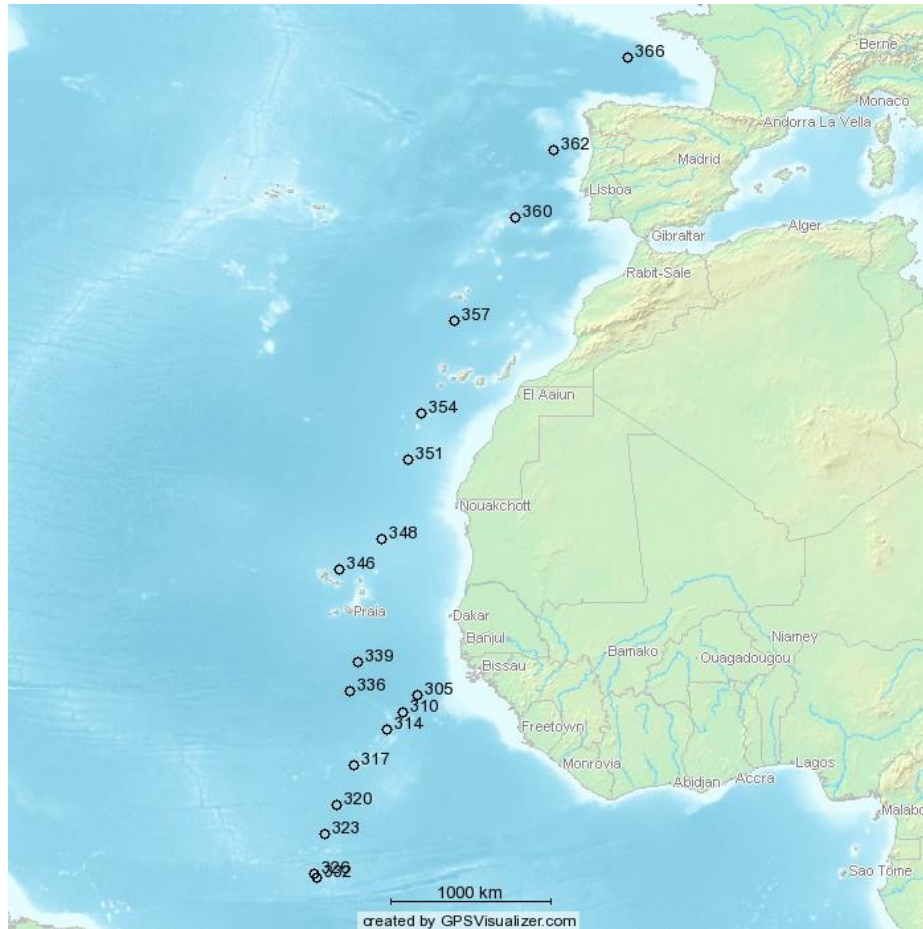 366
Berne
Monaco
Andorra La Vella
362
Madrid
Lisboa
360
Alger
Gibraltar
Rabit-Sale
357
El Aaiun
354
351
Nouakchott
348
346
Praia
Dakar
Banjul
Niamey
Bamako
Ouagadougou
339
Bissau
336
305
310
314
Freetown
317
Monrovia
Lagos
Accra
Abidjan
320
Malabo
323
326
332
Sao Tome
1000 km
created by GPSVisualizer.com